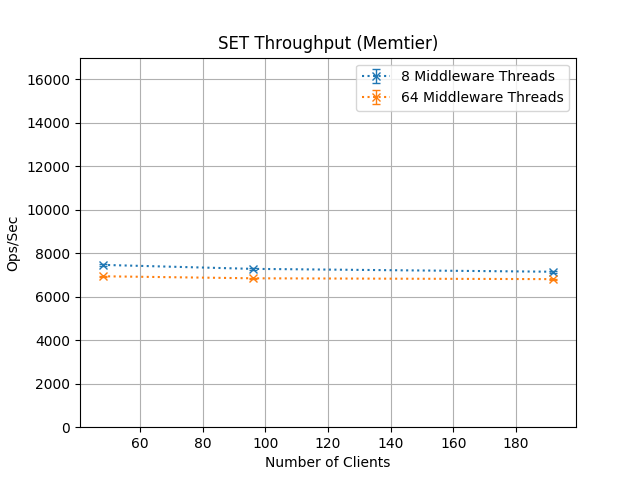 SET Throughput (Memtier)
8 Middleware Threads
64 Middleware Threads
16000
14000
12000
10000
8000
6000
4000
2000
0
Ops/Sec
60 80 100 120 140 160 180
Number of Clients